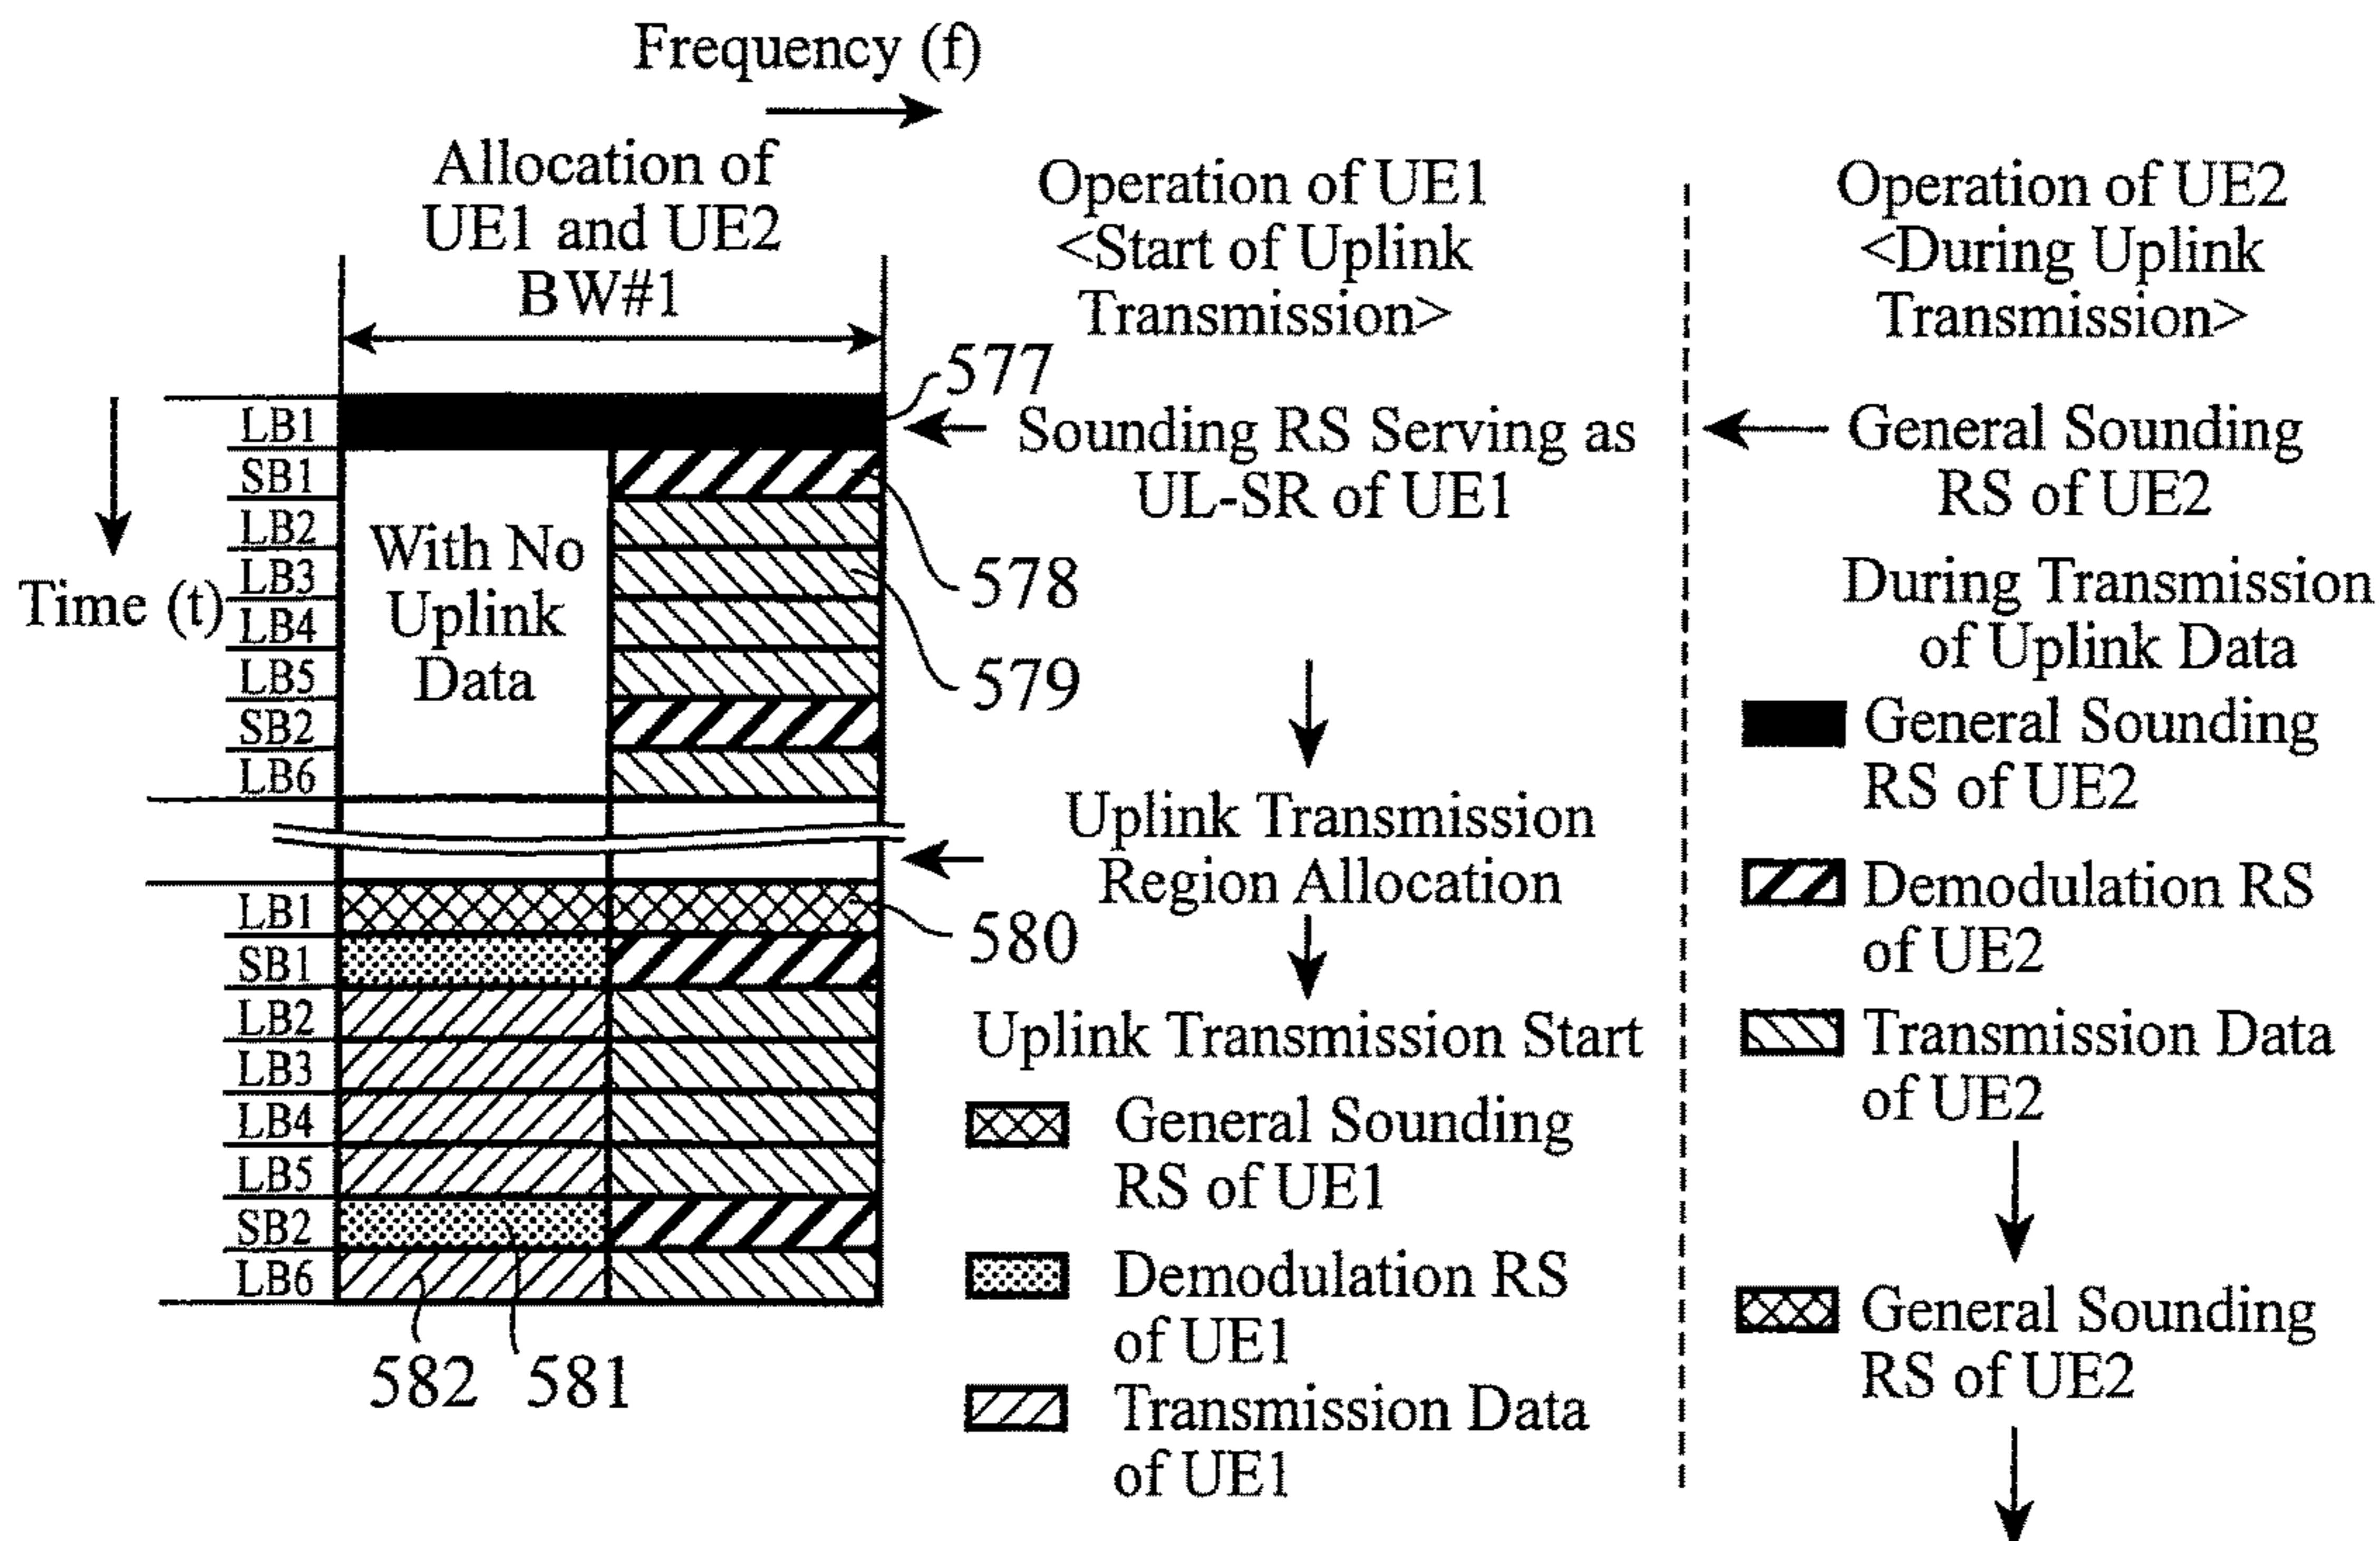 Frequency (f)
Allocation of
UE1 and UE2
BW#1
Operation of UE1
<Start of Uplink
Transmission>
Operation of UE2
<During Uplink
Transmission>
577
LB1
SB1
LB2
LB3
LB4
LB5
SB2
LB6
Time (t)
With No
Uplink
Data
578
579
Sounding RS Serving as
UL-SR of UE1
General Sounding
RS of UE2
During Transmission
of Uplink Data
General Sounding
RS of UE2
Demodulation RS
of UE2
Transmission Data
of UE2
General Sounding
RS of UE2
Uplink Transmission
Region Allocation
580
Uplink Transmission Start
General Sounding
RS of UE1
Demodulation RS
of UE1
Transmission Data
of UE1
LB1
SB1
LB2
LB3
LB4
LB5
SB2
LB6
582
581